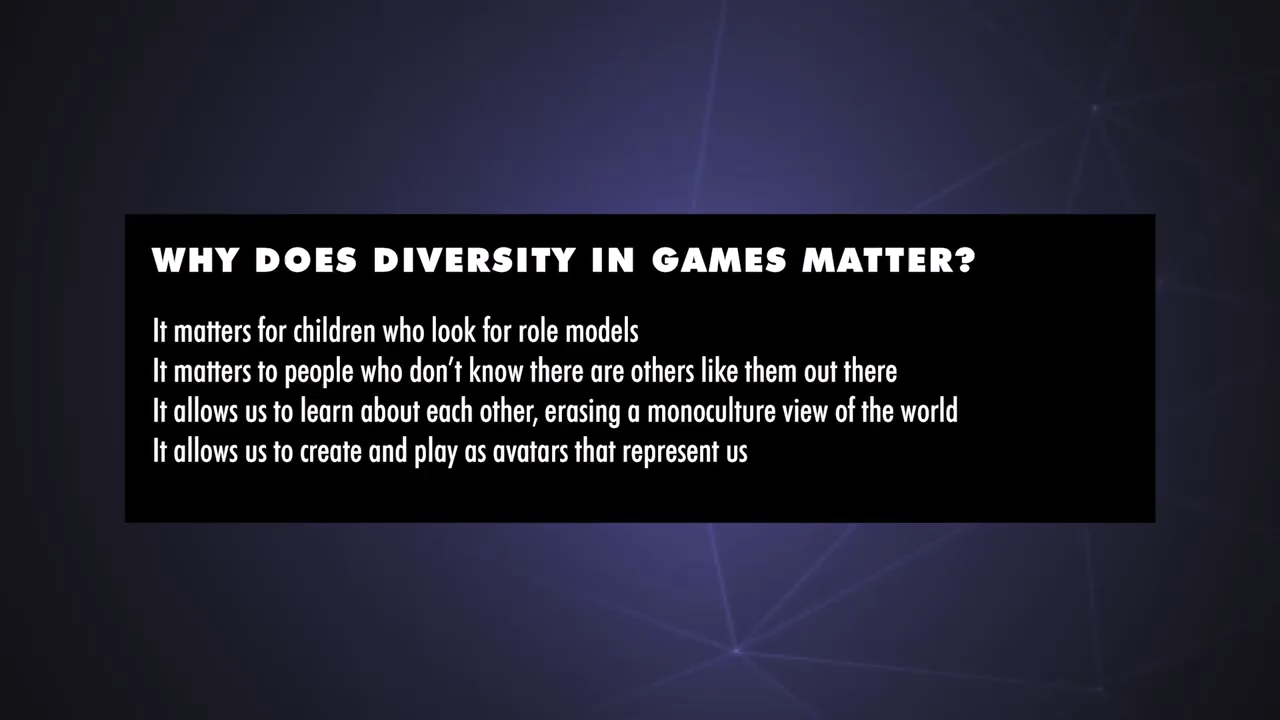 WHY DOES DIVERSITY IN GAMES MATTER?
It matters for children who look for role models
It matters to people who don’t know there are others like them out there
It allows us to learn about each other, erasing a monoculture view of the world
It allows us to create and play as avatars that represent us